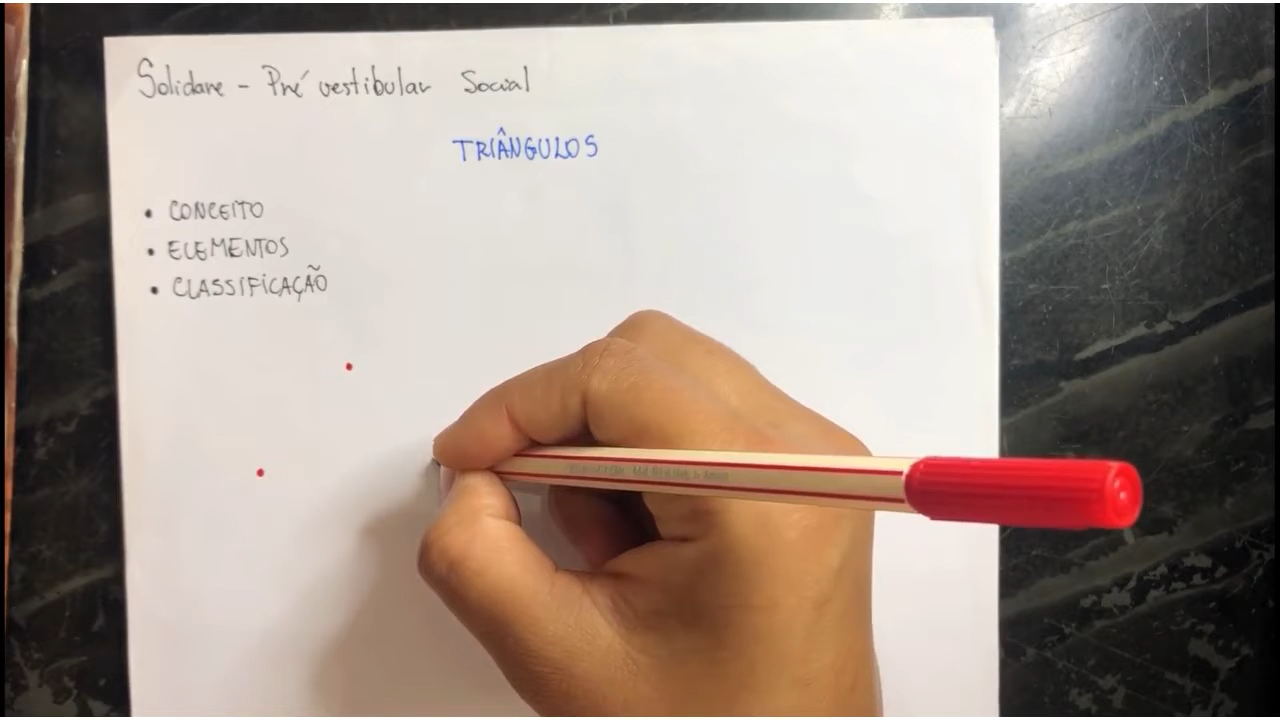 Solidare - Pré vestibular Social
TRIÂNGULOS
• CONCEITO
• ELEMENTOS
• CLASSIFICAÇÃO